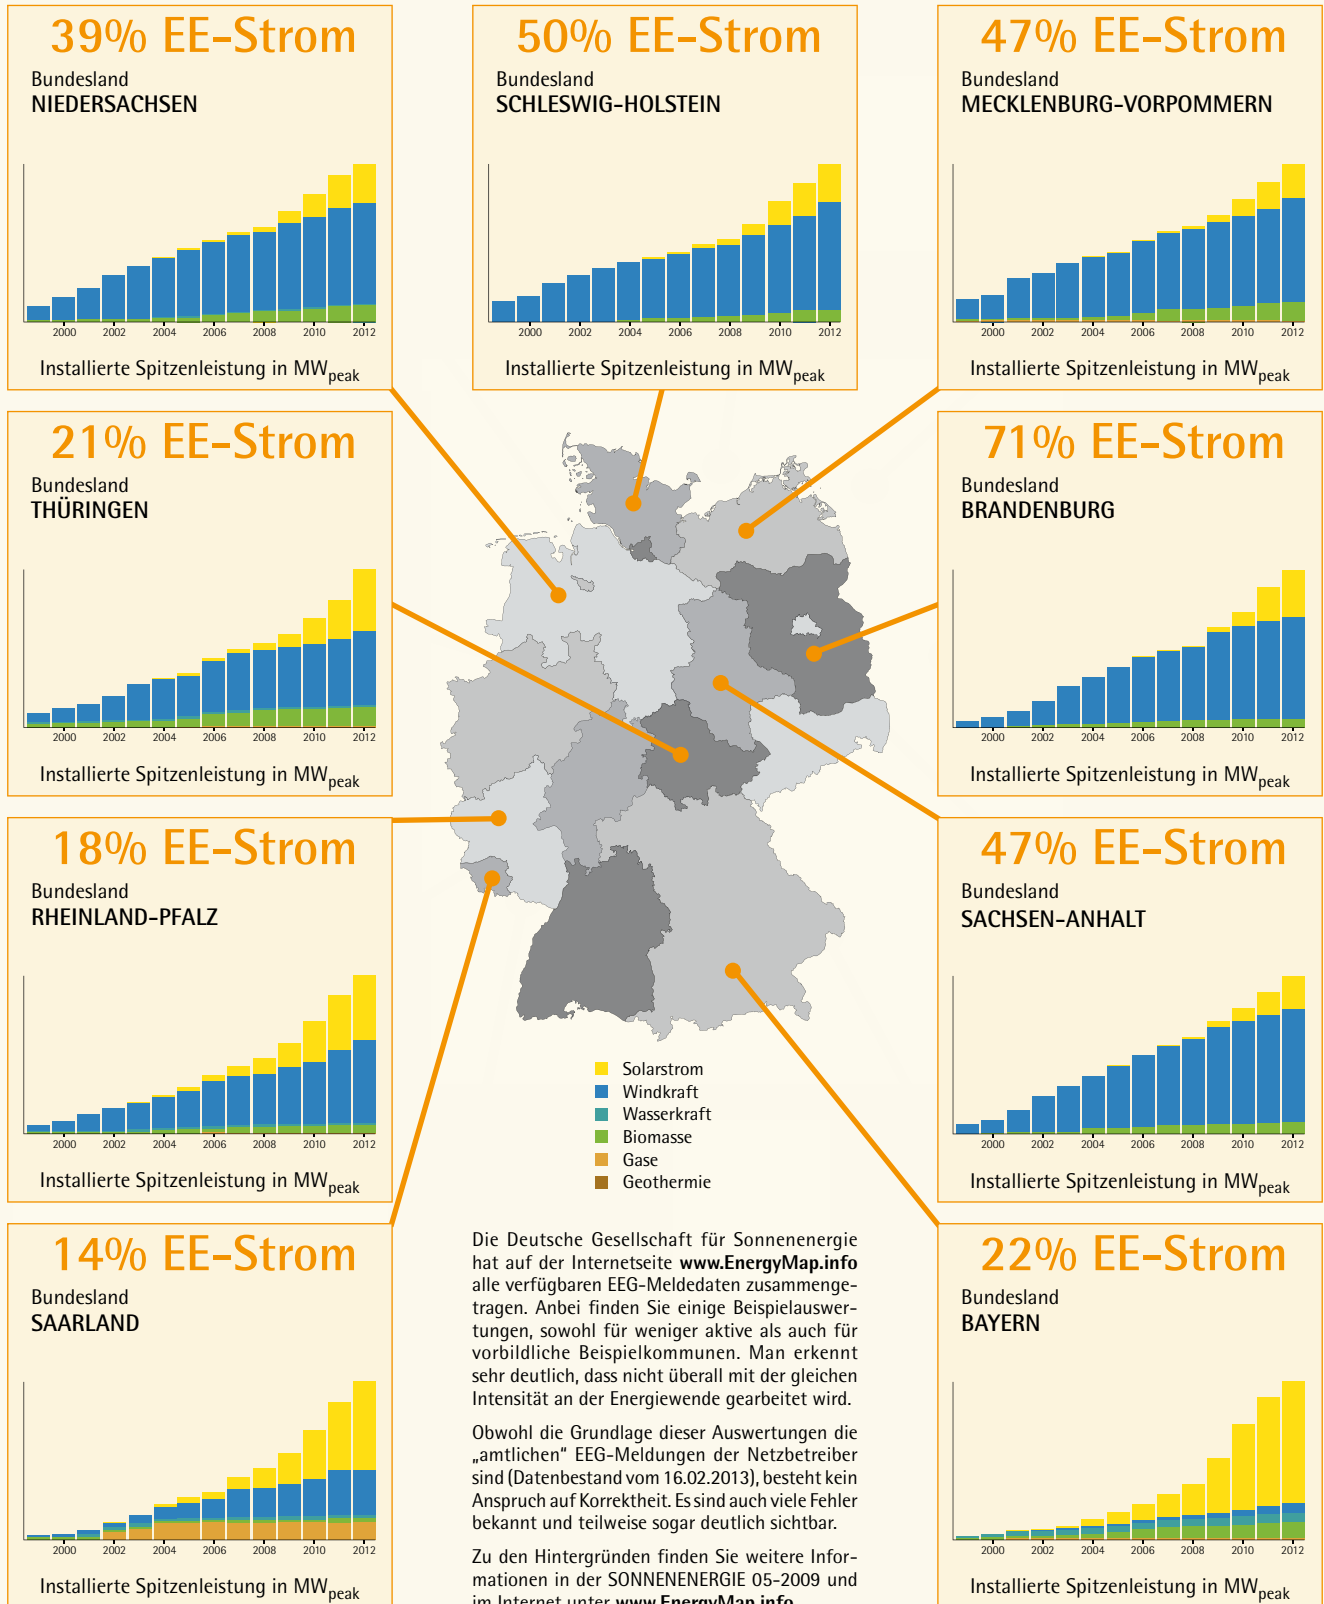 39% EE-Strom
Bundesland
NIEDERSACHSEN
2000 2002 2004 2006 2008 2010 2012
Installierte Spitzenleistung in MWpeak
50% EE-Strom
Bundesland
SCHLESWIG-HOLSTEIN
2000 2002 2004 2006 2008 2010 2012
Installierte Spitzenleistung in MWpeak
47% EE-Strom
Bundesland
MECKLENBURG-VORPOMMERN
2000 2002 2004 2006 2008 2010 2012
Installierte Spitzenleistung in MWpeak
21% EE-Strom
Bundesland
THÜRINGEN
2000 2002 2004 2006 2008 2010 2012
Installierte Spitzenleistung in MWpeak
71% EE-Strom
Bundesland
BRANDENBURG
2000 2002 2004 2006 2008 2010 2012
Installierte Spitzenleistung in MWpeak
18% EE-Strom
Bundesland
RHEINLAND-PFALZ
2000 2002 2004 2006 2008 2010 2012
Installierte Spitzenleistung in MWpeak
47% EE-Strom
Bundesland
SACHSEN-ANHALT
2000 2002 2004 2006 2008 2010 2012
Installierte Spitzenleistung in MWpeak
Solarstrom
Windkraft
Wasserkraft
Biomasse
Gase
Geothermie
14% EE-Strom
Bundesland
SAARLAND
2000 2002 2004 2006 2008 2010 2012
Installierte Spitzenleistung in MWpeak
Die Deutsche Gesellschaft für Sonnenenergie
hat auf der Internetseite www.EnergyMap.info
alle verfügbaren EEG-Meldedaten zusammenge-
tragen. Anbei finden Sie einige Beispielauswer-
tungen, sowohl für weniger aktive als auch für
vorbildliche Beispielkommunen. Man erkennt
sehr deutlich, dass nicht überall mit der gleichen
Intensität an der Energiewende gearbeitet wird.
Obwohl die Grundlage dieser Auswertungen die
„amtlichen“ EEG-Meldungen der Netzbetreiber
sind (Datenbestand vom 16.02.2013), besteht kein
Anspruch auf Korrektheit. Es sind auch viele Fehler
bekannt und teilweise sogar deutlich sichtbar.
Zu den Hintergründen finden Sie weitere Infor-
mationen in der SONNENENERGIE 05-2009 und
im Internet unter www.EnergyMap.info
22% EE-Strom
Bundesland
BAYERN
2000 2002 2004 2006 2008 2010 2012
Installierte Spitzenleistung in MWpeak